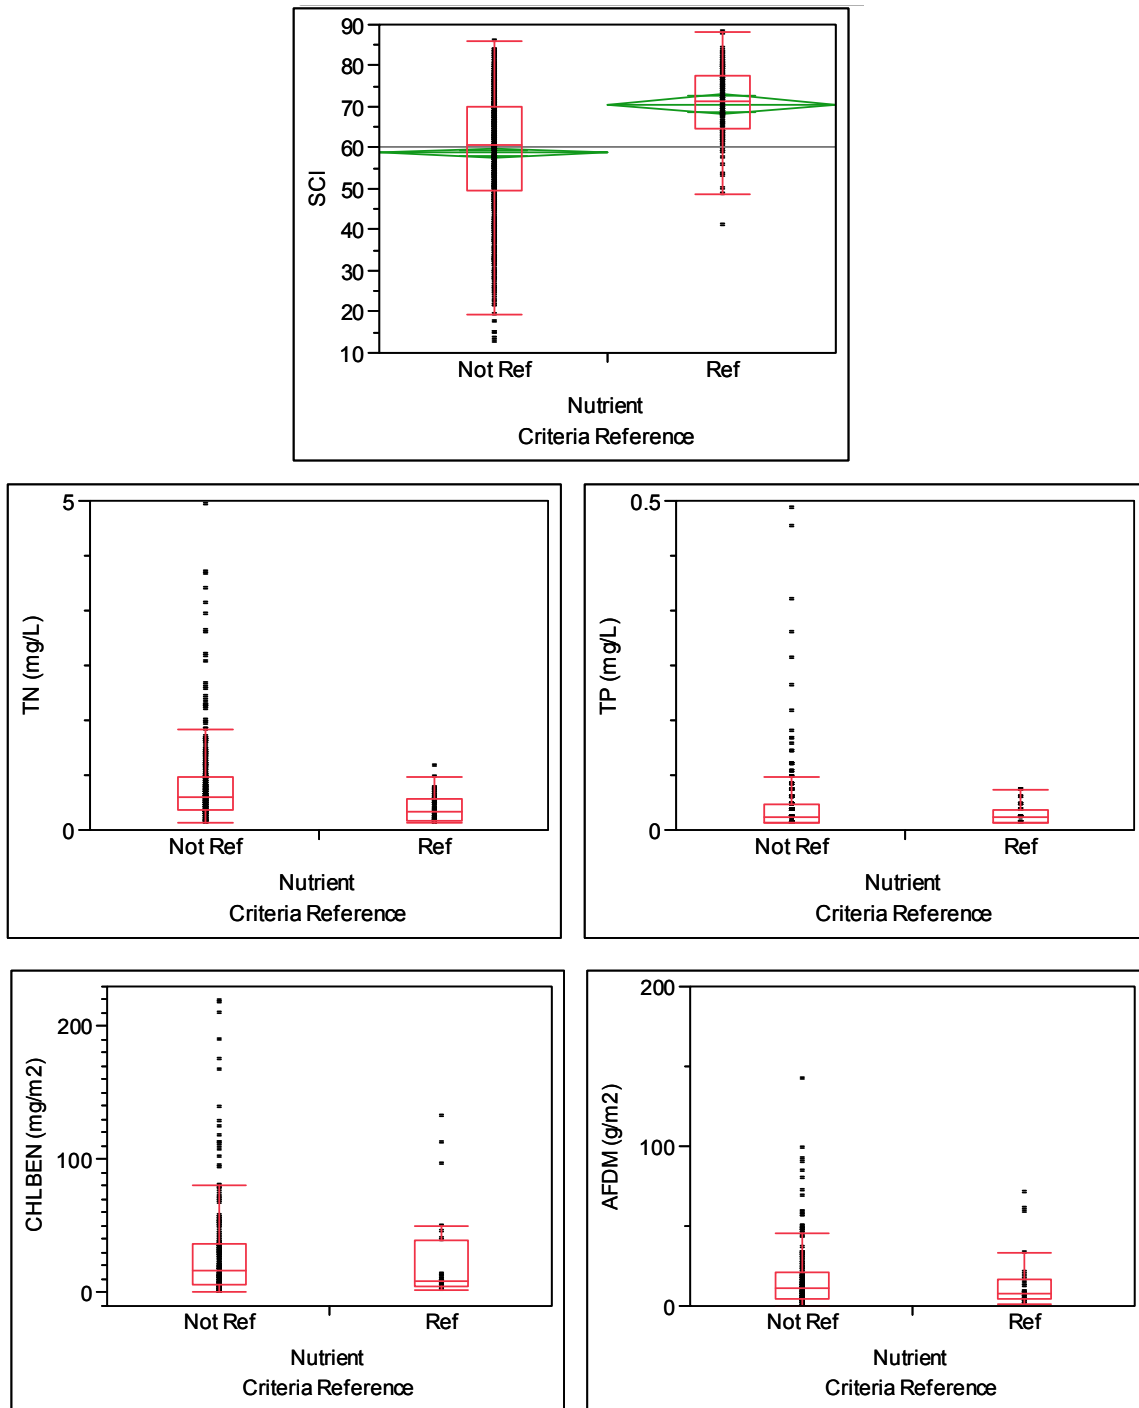 90
80
70
60
50
40
30
20
10
SCI
Not Ref
Ref
Nutrient
Criteria Reference
5
0
TN (mg/L)
Not Ref
Ref
Nutrient
Criteria Reference
0.5
0
TP (mg/L)
Not Ref
Ref
Nutrient
Criteria Reference
200
100
0
CHLBEN (mg/m2)
Not Ref
Ref
Nutrient
Criteria Reference
200
100
0
AFDM (g/m2)
Not Ref
Ref
Nutrient
Criteria Reference